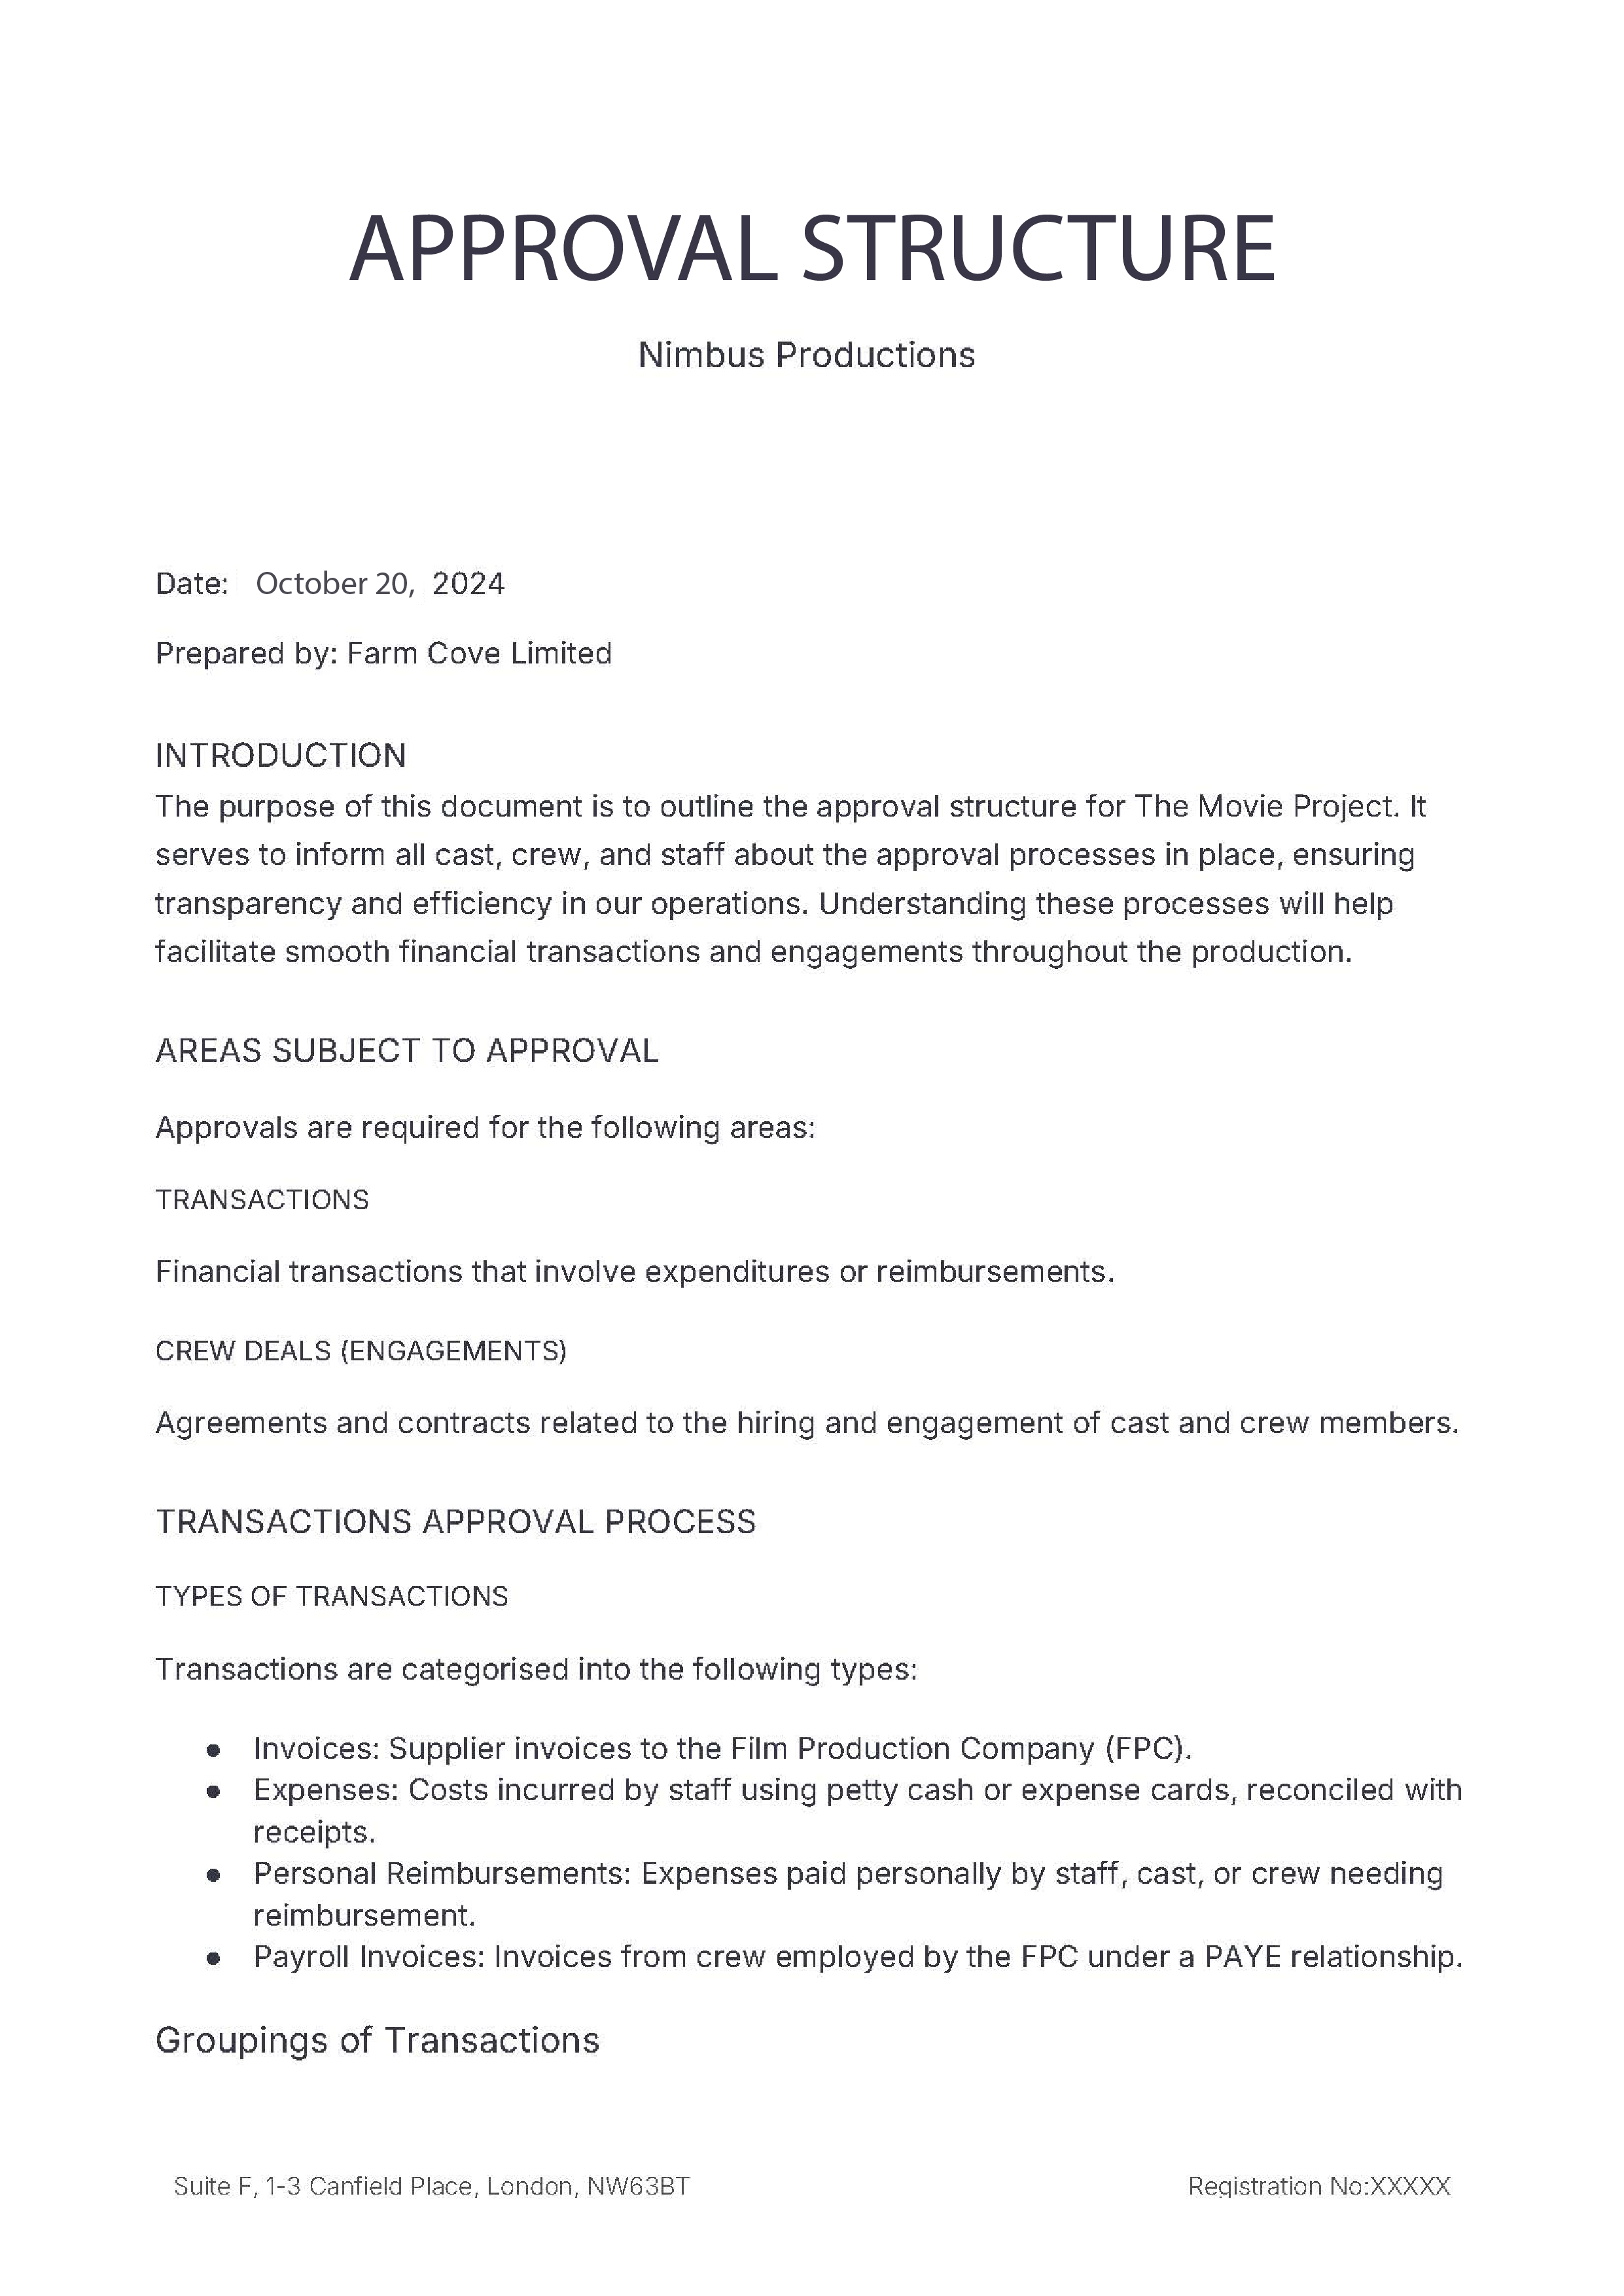 APPROVAL STRUCTURE
Nimbus Productions
Date: October 20, 2024
Prepared by: Farm Cove Limited
INTRODUCTION
The purpose of this document is to outline the approval structure for The Movie Project. It
serves to inform all cast, crew, and staff about the approval processes in place, ensuring
transparency and efficiency in our operations. Understanding these processes will help
facilitate smooth financial transactions and engagements throughout the production.
AREAS SUBJECT TO APPROVAL
Approvals are required for the following areas:
TRANSACTIONS
Financial transactions that involve expenditures or reimbursements.
CREW DEALS (ENGAGEMENTS)
Agreements and contracts related to the hiring and engagement of cast and crew members.
TRANSACTIONS APPROVAL PROCESS
TYPES OF TRANSACTIONS
Transactions are categorised into the following types:
● Invoices: Supplier invoices to the Film Production Company (FPC).
● Expenses: Costs incurred by staff using petty cash or expense cards, reconciled with
receipts.
● Personal Reimbursements: Expenses paid personally by staff, cast, or crew needing
reimbursement.
● Payroll Invoices: Invoices from crew employed by the FPC under a PAYE relationship.
Groupings of Transactions
Suite F, 1-3 Canfield Place, London, NW63BT Registration No:XXXXX